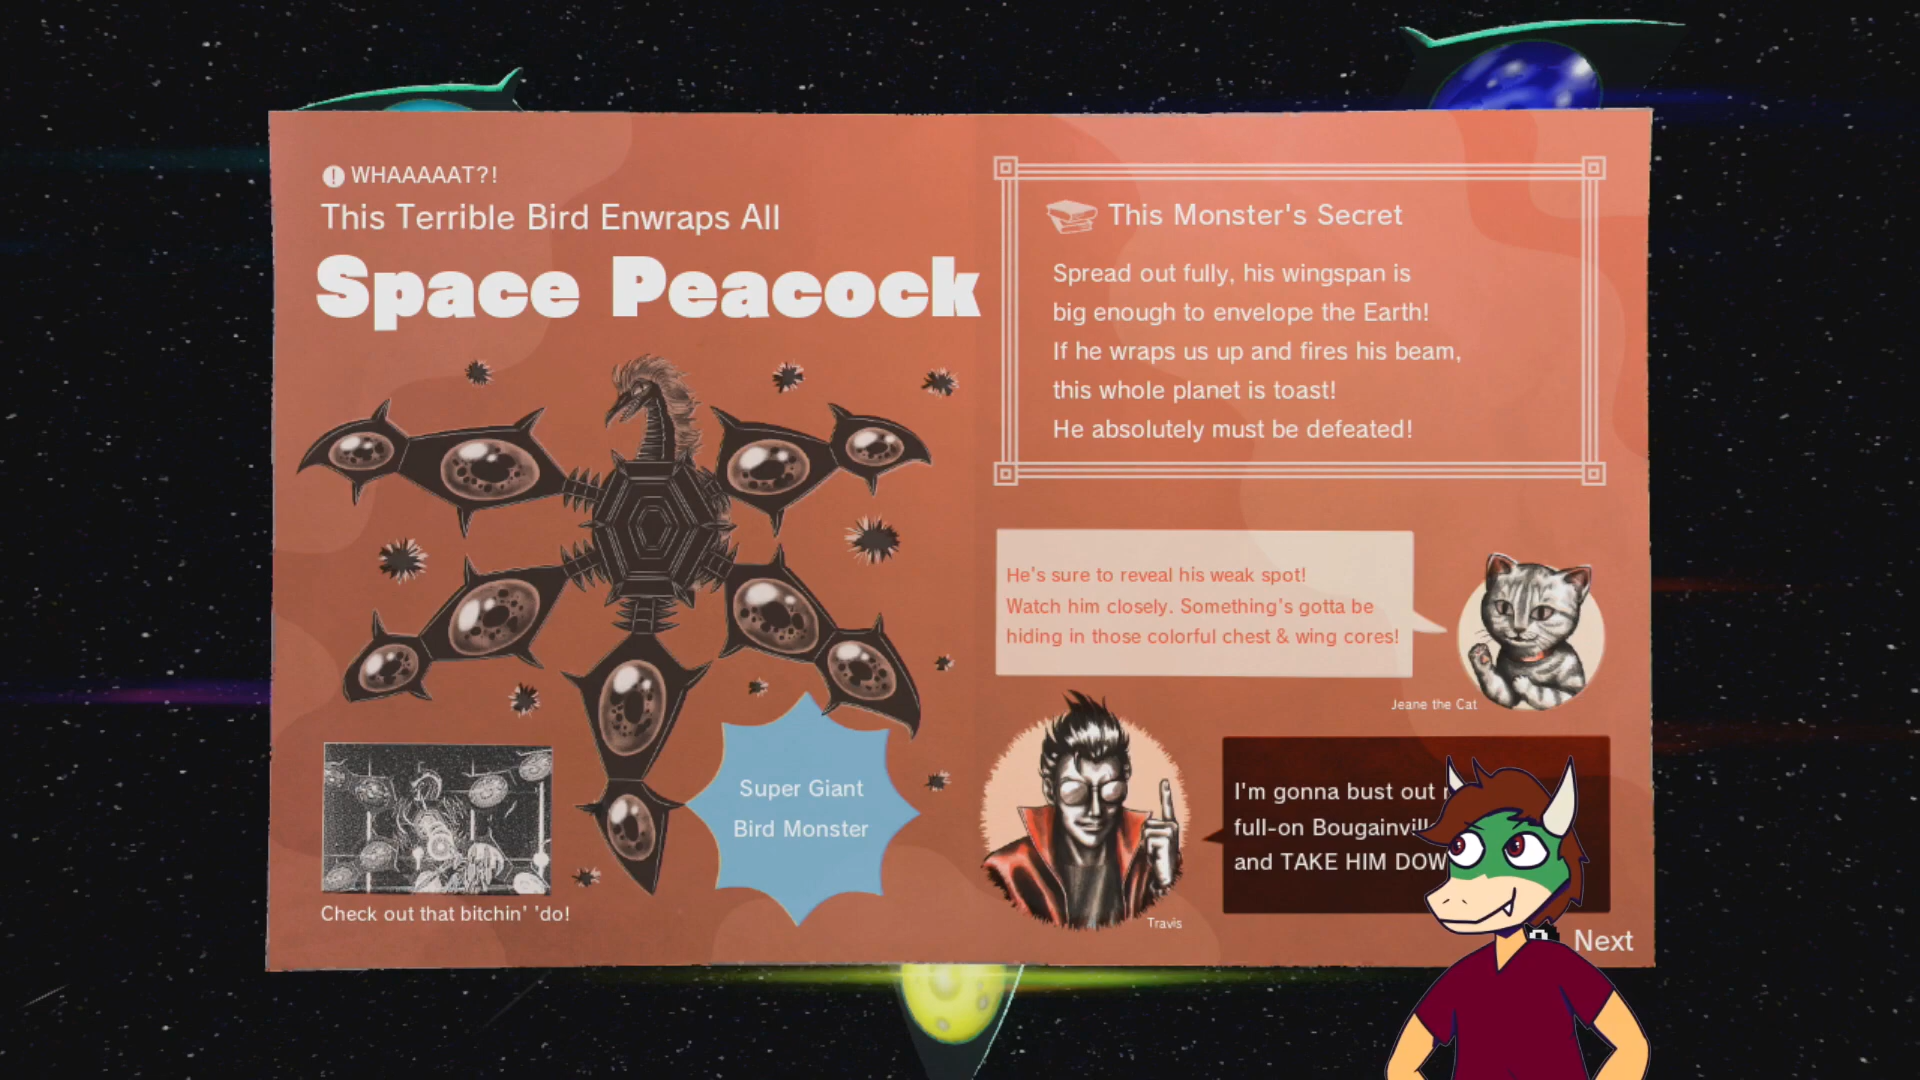 WHAAAAAT?!
This Terrible Bird Enwraps All
Space Peacock
This Monster's Secret
Spread out fully, his wingspan is
big enough to envelope the Earth!
If he wraps us up and fires his beam,
this whole planet is toast!
He absolutely must be defeated!
He's sure to reveal his weak spot!
Watch him closely. Something's gotta be
hiding in those colorful chest & wing cores!
Jeane the Cat
Super Giant
Bird Monster
Check out that bitchin' 'do!
Travis
I'm gonna bust out
full-on
and TAKE HIM
Next